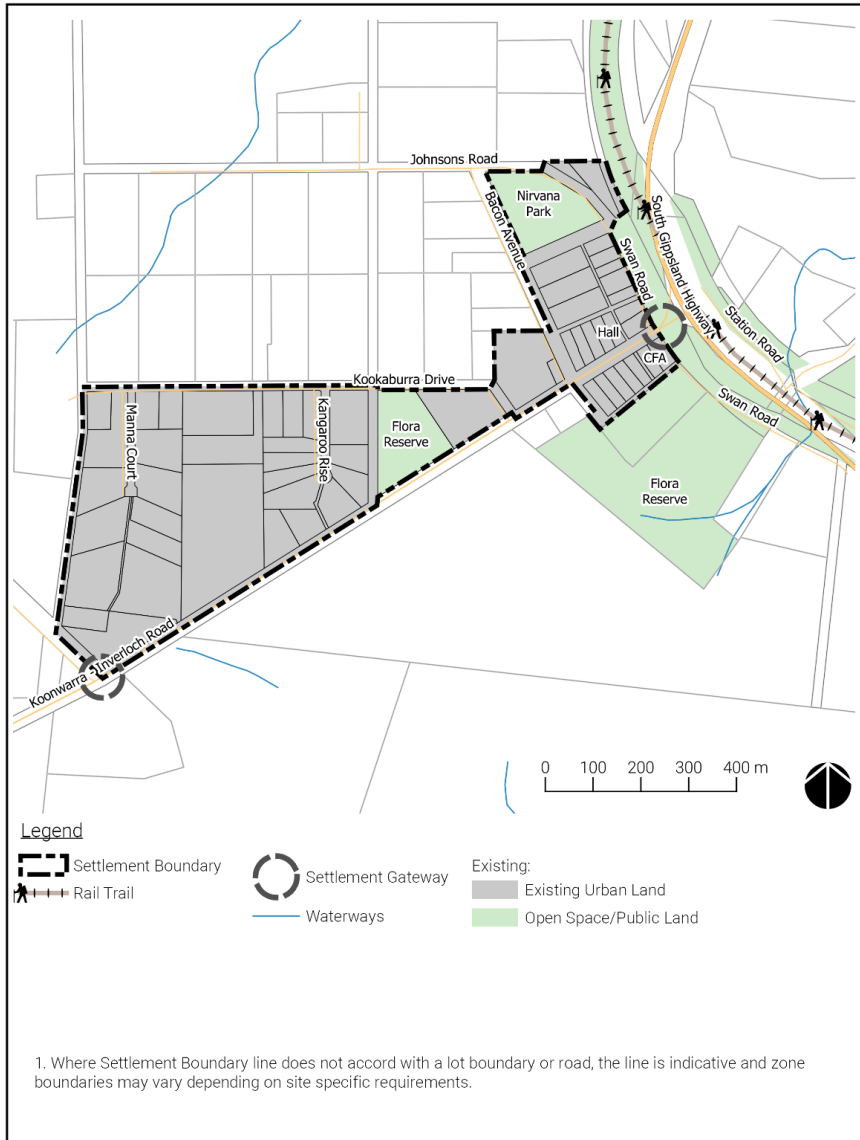 Johnsons Road
Nirvana
Park
Bacon Avenue
South Gippsland Highway
Swan Road
Station Road
Hall
CFA
Kookaburra Drive
Swan Road
Manna Court
Kangaroo Rise
Flora
Reserve
Flora
Reserve
Koonwarra - Inverloch Road
0 100 200 300 400 m
Legend
Settlement Boundary
Rail Trail
Settlement Gateway
Waterways
Existing:
Existing Urban Land
Open Space/Public Land
1. Where Settlement Boundary line does not accord with a lot boundary or road, the line is indicative and zone
boundaries may vary depending on site specific requirements.